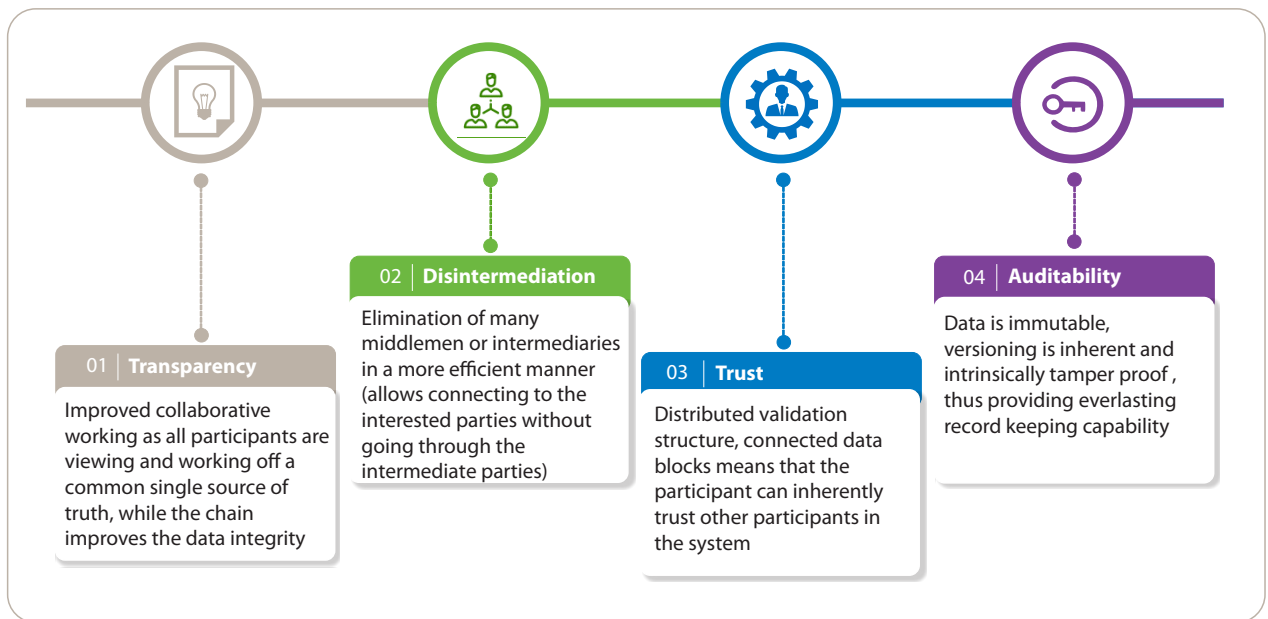 01 Transparency
Improved collaborative
working as all participants are
viewing and working off a
common single source of
truth, while the chain
improves the data integrity
02 Disintermediation
Elimination of many
middlemen or intermediaries
in a more efficient manner
(allows connecting to the
interested parties without
going through the
intermediate parties)
03 Trust
Distributed validation
structure, connected data
blocks means that the
participant can inherently
trust other participants in
the system
04 Auditability
Data is immutable,
versioning is inherent and
intrinsically tamper proof ,
thus providing everlasting
record keeping capability